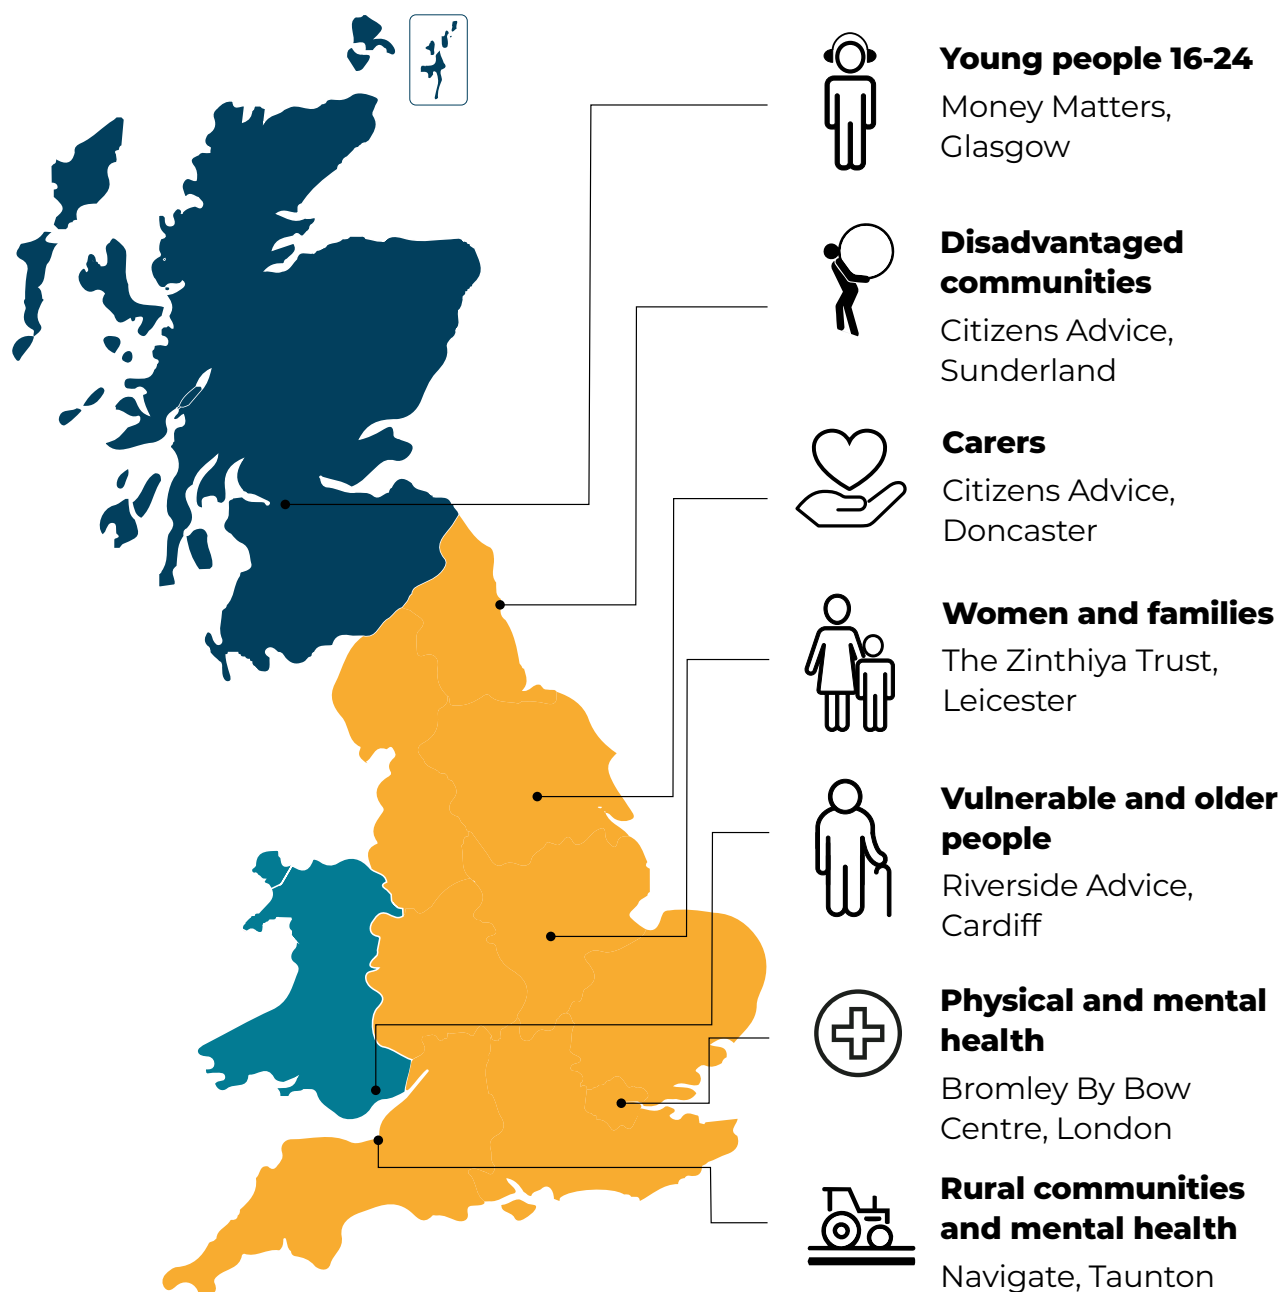 Young people 16-24
Money Matters,
Glasgow
Disadvantaged
communities
Citizens Advice,
Sunderland
Carers
Citizens Advice,
Doncaster
Women and families
The Zinthiya Trust,
Leicester
Vulnerable and older
people
Riverside Advice,
Cardiff
Physical and mental
health
Bromley By Bow
Centre, London
Rural communities
and mental health
Navigate, Taunton